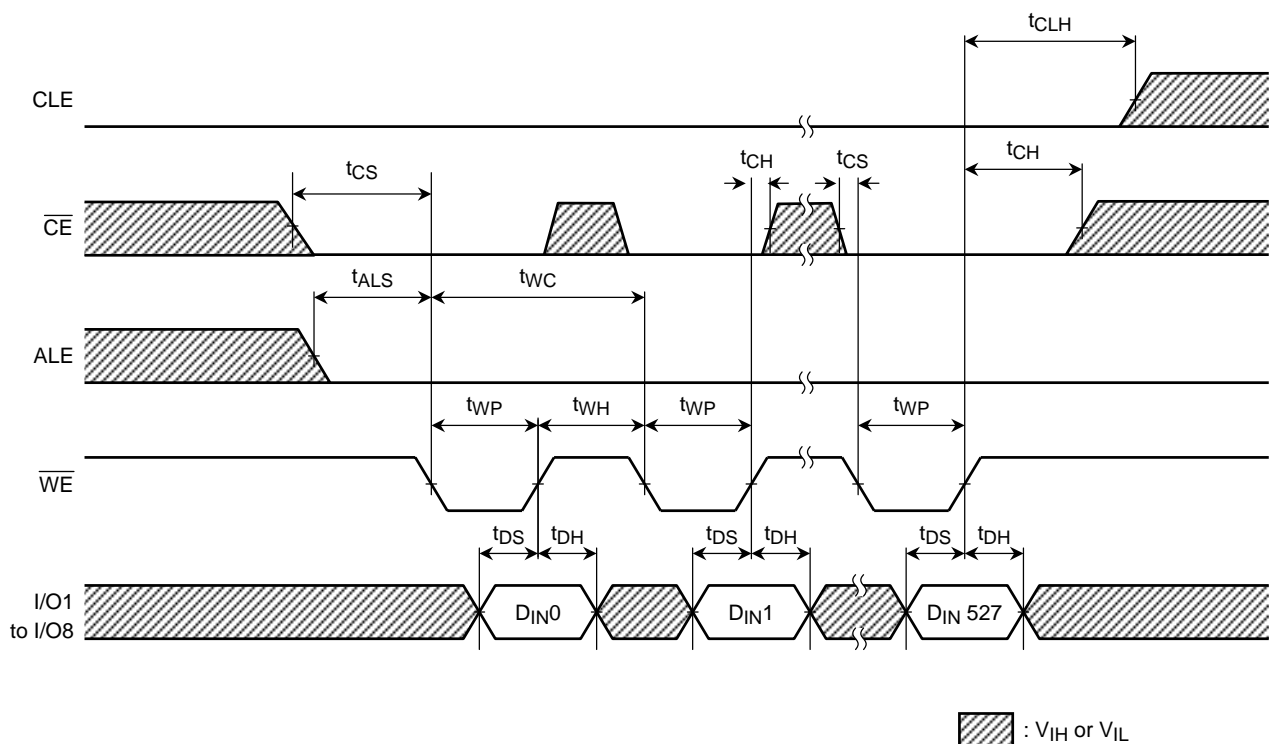 tCLH
CLE
tCH tCS tCH
tCS
CE
tALS tWC
ALE
tWP tWH tWP tWP
WE
tDS tDH tDS tDH tDS tDH
I/O1
to I/O8
DIN0 DIN1 DIN 527
: VIH or VIL